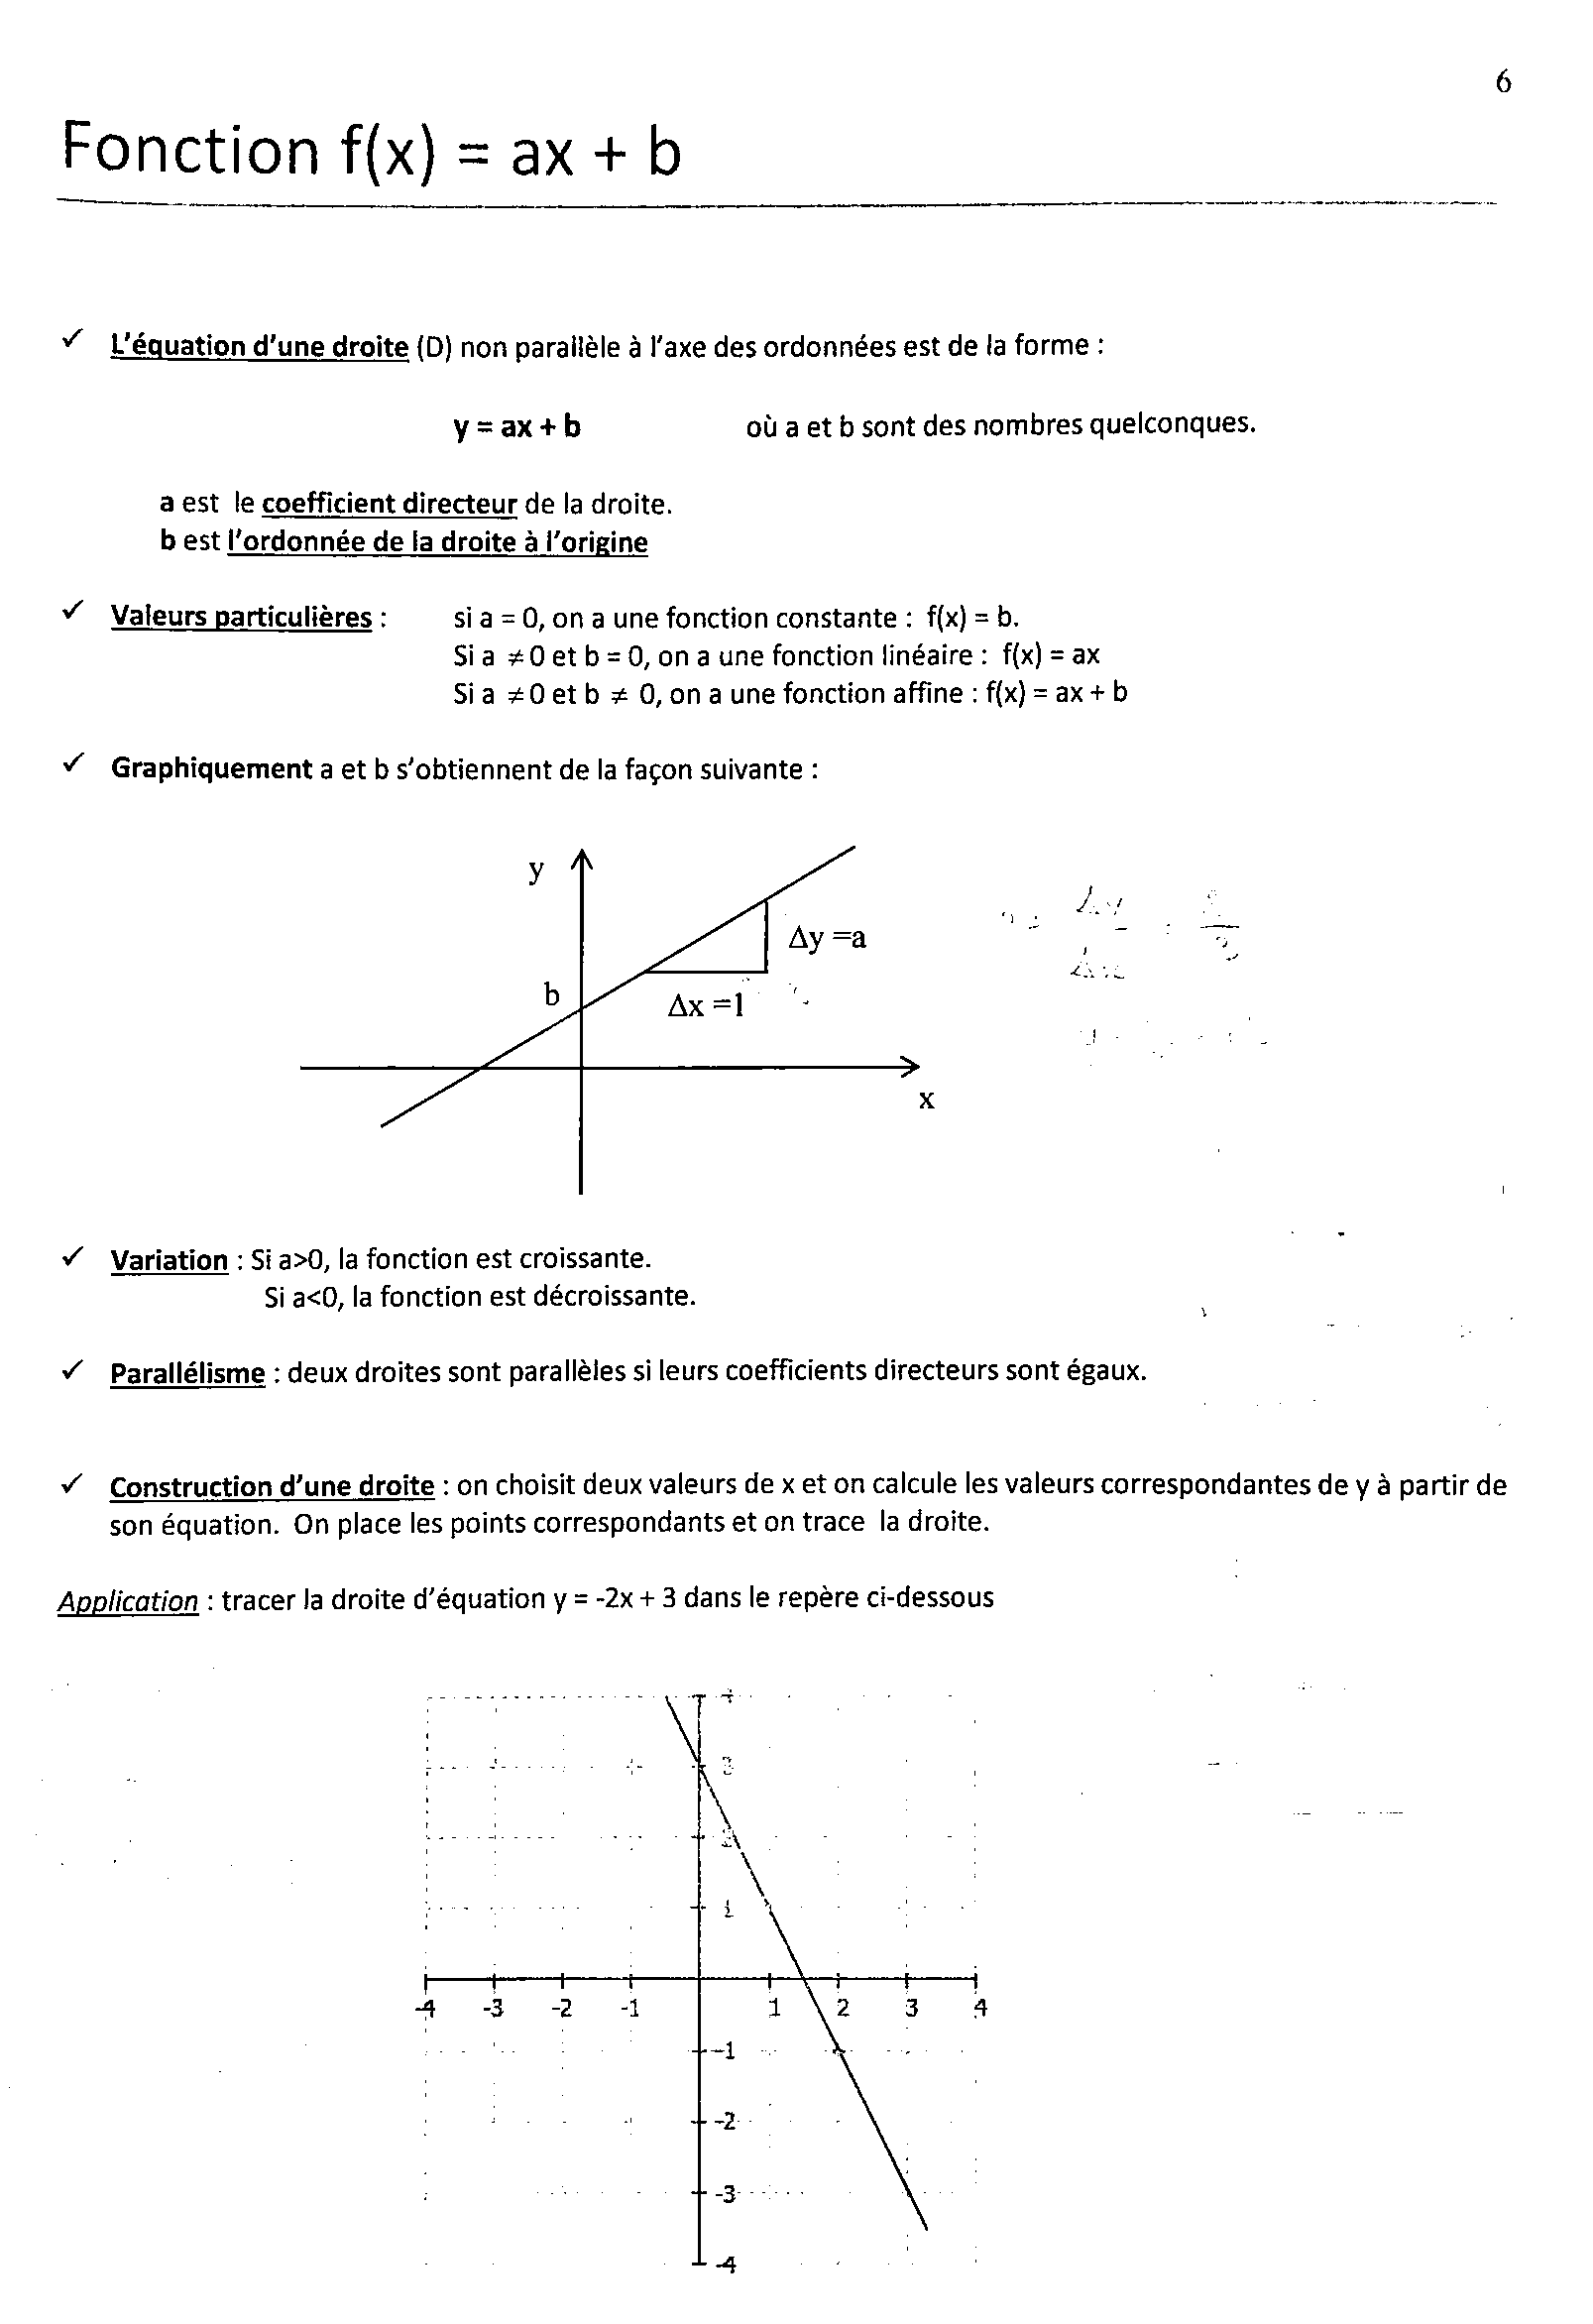 6
Fonction f(x) = ax + b
✓ L'équation d'une droite (D) non parallèle à l'axe des ordonnées est de la forme :
y = ax + b où a et b sont des nombres quelconques.
a est le coefficient directeur de la droite.
b est l'ordonnée de la droite à l'origine
✓ Valeurs particulières : si a = 0, on a une fonction constante : f(x) = b.
Si a ≠ 0 et b = 0, on a une fonction linéaire : f(x) = ax
Si a ≠ 0 et b ≠ 0, on a une fonction affine : f(x) = ax + b
✓ Graphiquement a et b s'obtiennent de la façon suivante :
y
Δy =a
b
Δx =1
x
✓ Variation : Si a>0, la fonction est croissante.
Si a<0, la fonction est décroissante.
✓ Parallélisme : deux droites sont parallèles si leurs coefficients directeurs sont égaux.
✓ Construction d'une droite : on choisit deux valeurs de x et on calcule les valeurs correspondantes de y à partir de
son équation. On place les points correspondants et on trace la droite.
Application : tracer la droite d'équation y = -2x + 3 dans le repère ci-dessous
4
3
2
1
-4 -3 -2 -1 1 2 3 4
-1
-2
-3
-4